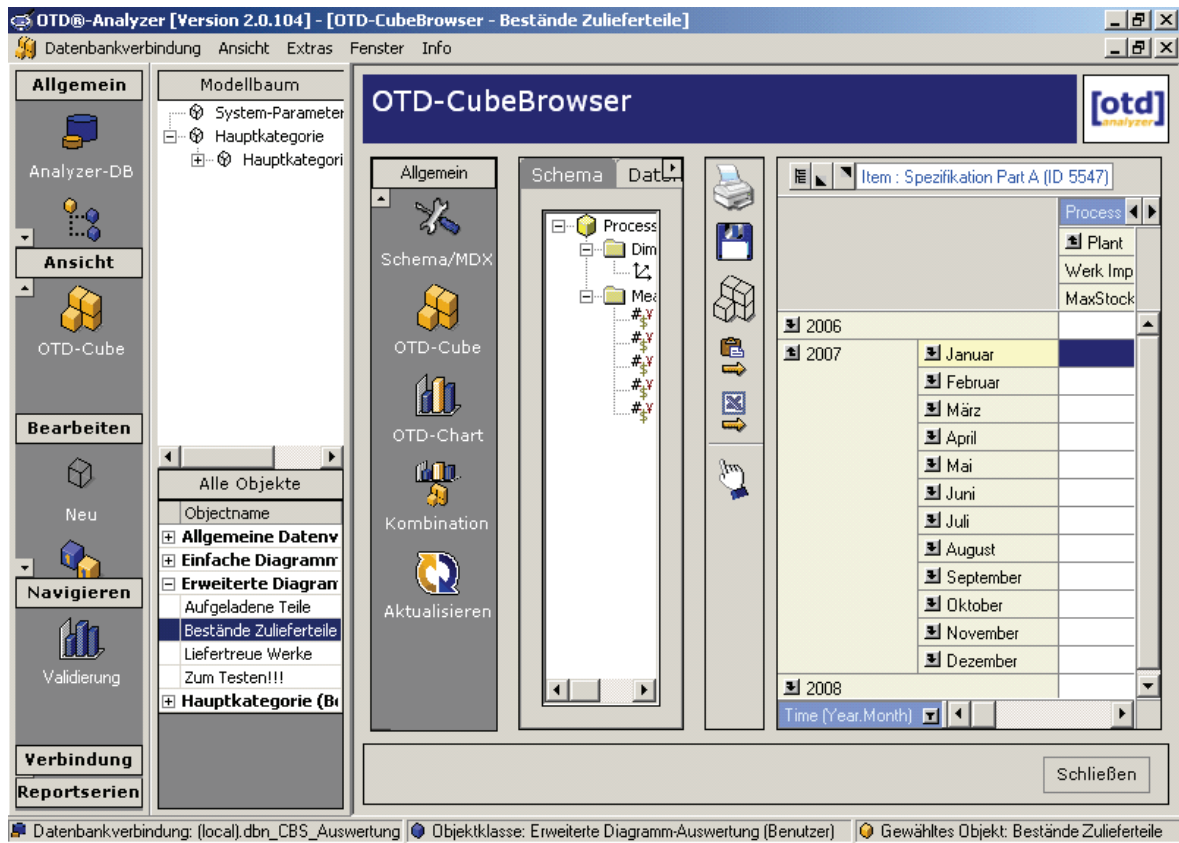 OTD®-Analyzer [Version 2.0.104] - [OTD-CubeBrowser - Bestände Zulieferteile]
Datenbankverbindung Ansicht Extras Fenster Info
Allgemein
Analyzer-DB
Ansicht
OTD-Cube
Bearbeiten
Neu
Navigieren
Validierung
Verbindung
Reportserien
Modellbaum
System-Parameter
Hauptkategorie
Hauptkategori
Alle Objekte
Objectname
Allgemeine Datenv
Einfache Diagramm
Erweiterte Diagram
Aufgeladene Teile
Bestände Zulieferteile
Liefertreue Werke
Zum Testen!!!
Hauptkategorie (Be
OTD-CubeBrowser
[otd]
analyzer
Allgemein
Schema/MDX
OTD-Cube
OTD-Chart
Kombination
Aktualisieren
Schema Daten
Process
Dim
Mea
Item : Spezifikation Part A (ID 5547)
Process
Plant
Werk Imp
MaxStock
2006
2007 Januar
Februar
März
April
Mai
Juni
Juli
August
September
Oktober
November
Dezember
2008
Time (Year.Month)
Schließen
Datenbankverbindung: (local).dbn_CBS_Auswertung Objektklasse: Erweiterte Diagramm-Auswertung (Benutzer) Gewähltes Objekt: Bestände Zulieferteile